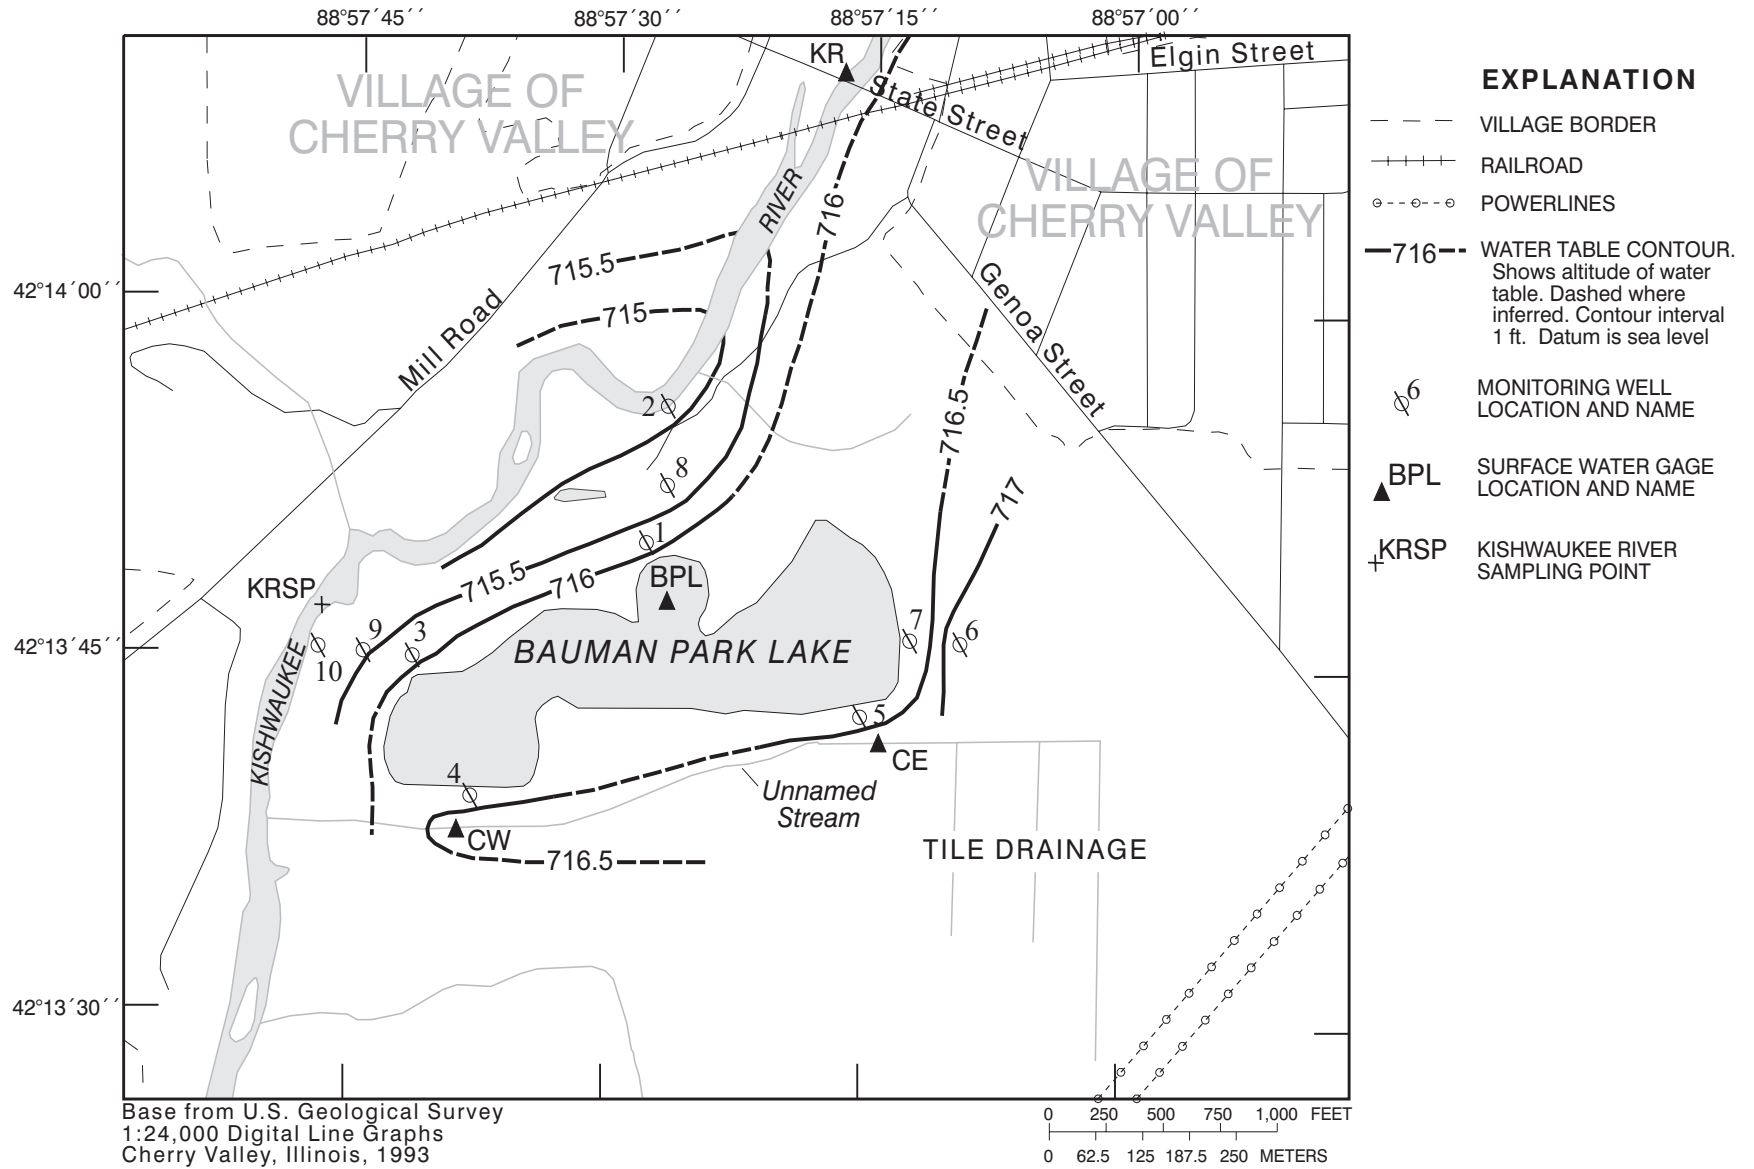 88°57´45´´ 88°57´30´´ 88°57´15´´ 88°57´00´´
KR
Elgin Street
State Street
VILLAGE OF
CHERRY VALLEY
VILLAGE OF
CHERRY VALLEY
RIVER
716
715.5
42°14´00´´
715
Mill Road
Genoa Street
716.5
717
2
8
1
715.5
716
BPL
KRSP
9
3
10
7
6
42°13´45´´
BAUMAN PARK LAKE
KISHWAUKEE
5
CE
4
Unnamed
Stream
CW
716.5
TILE DRAINAGE
42°13´30´´
EXPLANATION
VILLAGE BORDER
RAILROAD
POWERLINES
716
WATER TABLE CONTOUR.
Shows altitude of water
table. Dashed where
inferred. Contour interval
1 ft. Datum is sea level
6
MONITORING WELL
LOCATION AND NAME
BPL
SURFACE WATER GAGE
LOCATION AND NAME
KRSP
KISHWAUKEE RIVER
SAMPLING POINT
Base from U.S. Geological Survey
1:24,000 Digital Line Graphs
Cherry Valley, Illinois, 1993
0 250 500 750 1,000 FEET
0 62.5 125 187.5 250 METERS